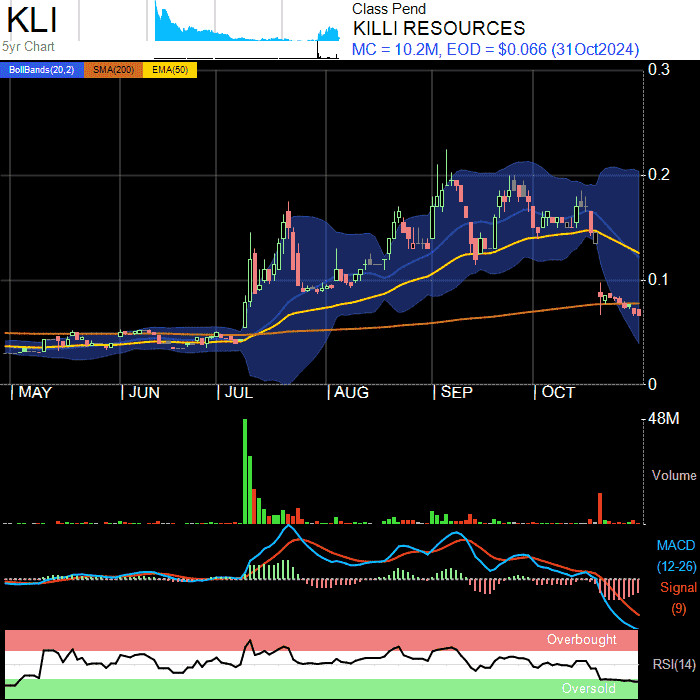 KLI
5yr Chart
Class Pend
KILLI RESOURCES
MC = 10.2M, EOD = $0.066 (31Oct2024)
BollBands(20,2) SMA(200) EMA(50)
0.3
0.2
0.1
0
MAY JUN JUL AUG SEP OCT
48M
Volume
MACD
(12-26)
Signal
(9)
Overbought
RSI(14)
Oversold